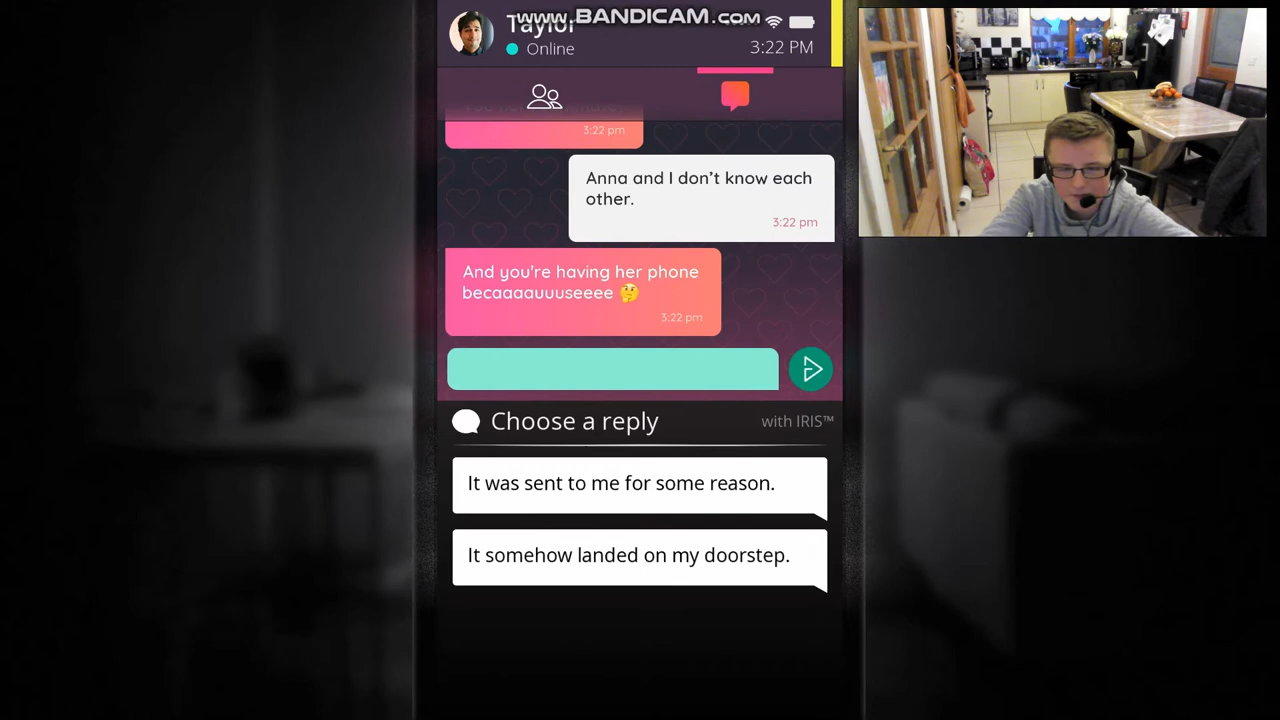 www.BANDICAM.com
Taylor
Online
3:22 PM
3:22 pm
Anna and I don't know each
other.
3:22 pm
And you're having her phone
becaaaauuuseeee 🤔
3:22 pm
Choose a reply
with IRIS™
It was sent to me for some reason.
It somehow landed on my doorstep.